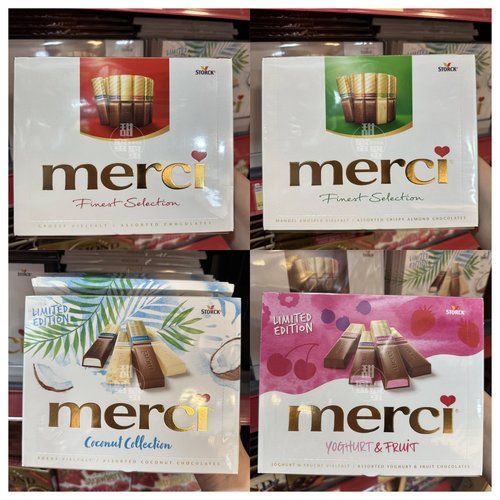 STORCK
merci
Finest Selection
GROSSE VIELFALT / ASSORTED CHOCOLATES
STORCK
merci
Finest Selection
MANDEL KNUSPER VIELFALT / ASSORTED CRISPY ALMOND CHOCOLATES
LIMITED
EDITION
STORCK
merci
Coconut Collection
KOKOS VIELFALT / ASSORTED COCONUT CHOCOLATES
LIMITED
EDITION
STORCK
merci
YOGHURT & FRUIT
JOGHURT & FRUCHT VIELFALT / ASSORTED YOGHURT & FRUIT CHOCOLATES